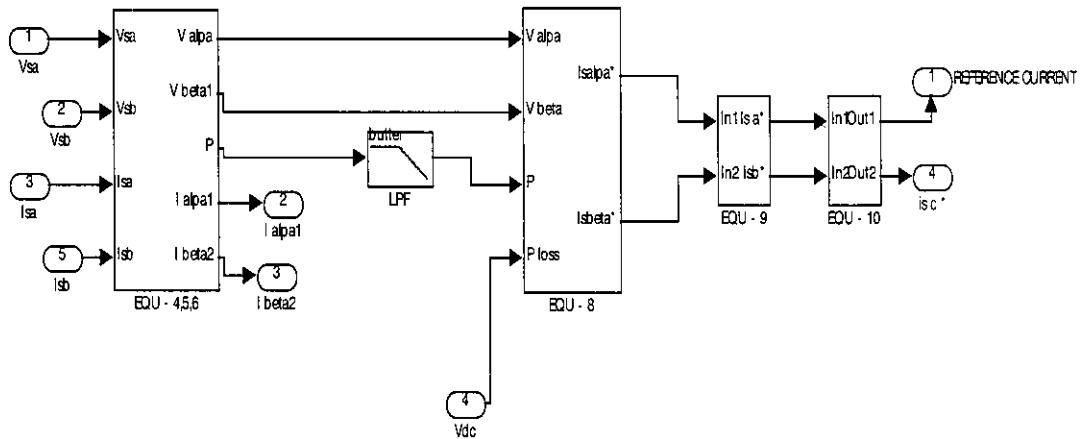 1
Vsa
2
Vsb
3
Isa
5
Isb
Vsa
Vsb
Isa
Isb
V alpa
V beta1
P
I alpa1
I beta2
EQU - 4,5,6
2
I alpa1
3
I beta2
butter
LPF
4
Vdc
V alpa
V beta
P
P loss
Isalpa*
Isbeta*
EQU - 8
In1 Isa*
In2 Isb*
EQU - 9
In1Out1
In2Out2
EQU - 10
1
REFERENCE CURRENT
4
isc *